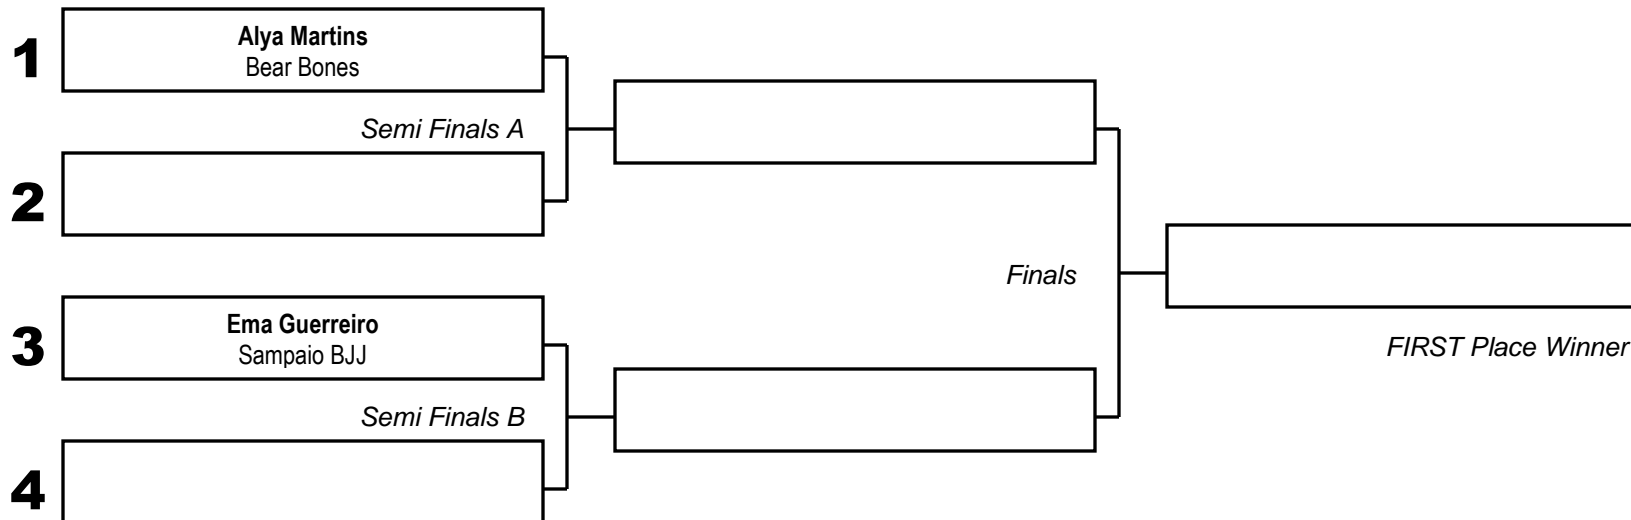 1
Alya Martins
Bear Bones
Semi Finals A
2
3
Ema Guerreiro
Sampaio BJJ
Semi Finals B
4
Finals
FIRST Place Winner